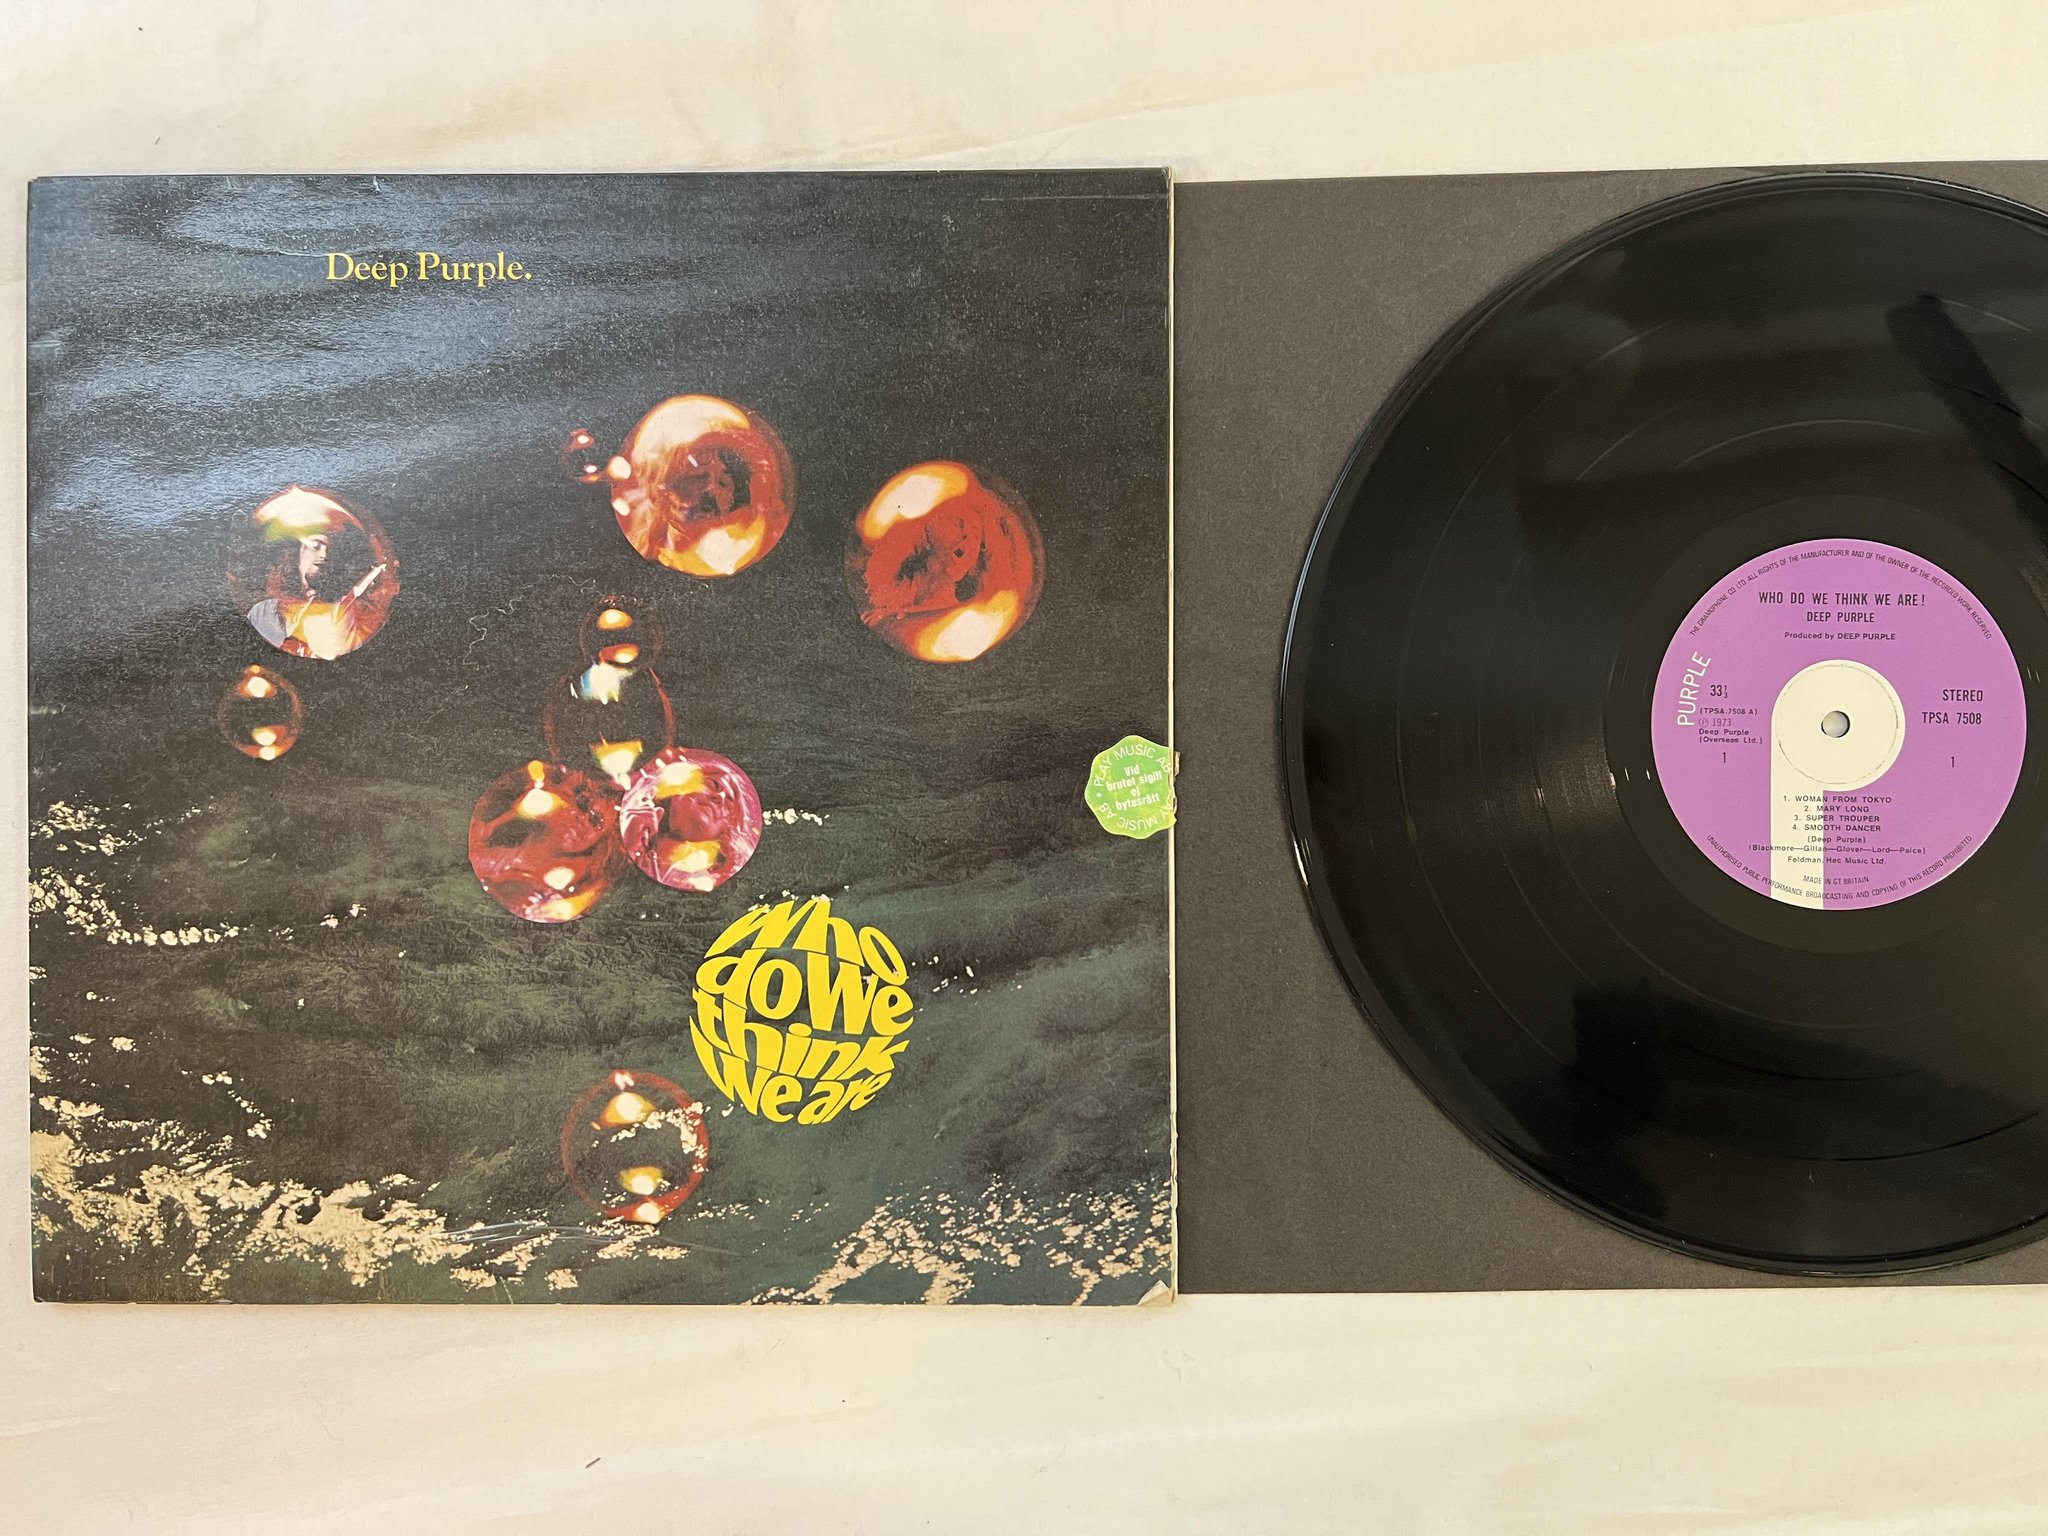 Deep Purple.
Who
do We
think
We are
PLAY MUSIC AB
PLAY MUSIC AB
Vid
brutet sigill
ej
bytesrätt
THE GRAMOPHONE CO LTD. ALL RIGHTS OF THE MANUFACTURER AND OF THE OWNER OF THE RECORDED WORK RESERVED
WHO DO WE THINK WE ARE!
DEEP PURPLE
Produced by DEEP PURPLE
PURPLE
33⅓
(TPSA.7508 A)
Ⓟ 1973
Deep Purple
(Overseas Ltd.)
1
STEREO
TPSA 7508
1
1. WOMAN FROM TOKYO
2. MARY LONG
3. SUPER TROUPER
4. SMOOTH DANCER
(Deep Purple)
(Blackmore—Gillan—Glover—Lord—Paice)
Feldman, Hec Music Ltd.
MADE IN GT BRITAIN
UNAUTHORISED PUBLIC PERFORMANCE BROADCASTING AND COPYING OF THIS RECORD PROHIBITED